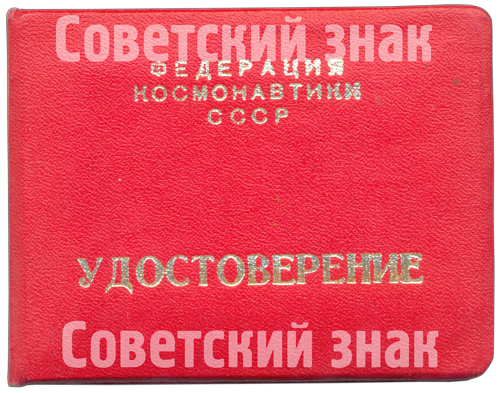 Советский знак
ФЕДЕРАЦИЯ
КОСМОНАВТИКИ
СССР
УДОСТОВЕРЕНИЕ
Советский знак